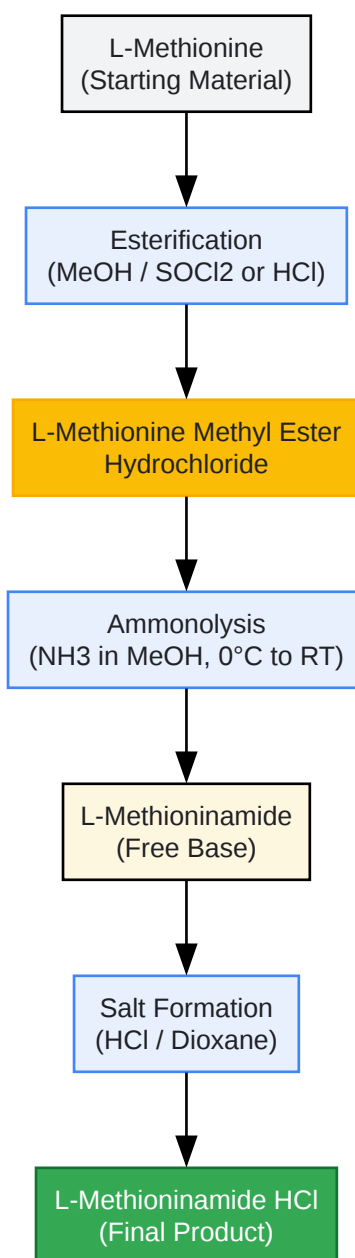 L-Methionine
(Starting Material)
Esterification
(MeOH / SOCl2 or HCl)
L-Methionine Methyl Ester
Hydrochloride
Ammonolysis
(NH3 in MeOH, 0°C to RT)
L-Methioninamide
(Free Base)
Salt Formation
(HCl / Dioxane)
L-Methioninamide HCl
(Final Product)